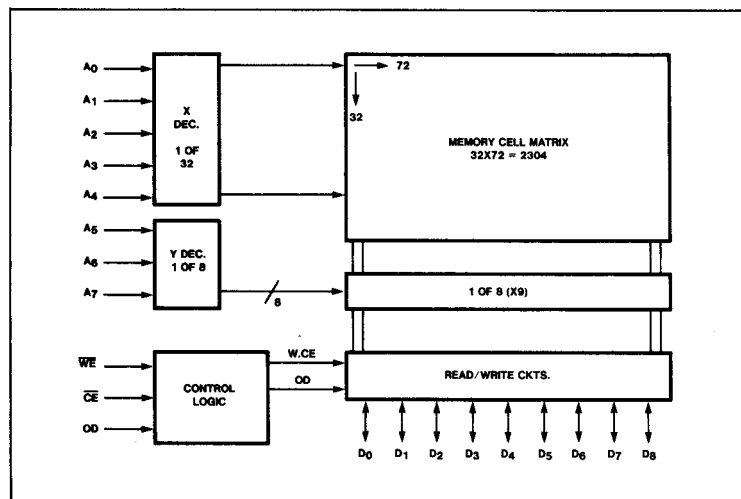 A0
A1
A2
A3
A4
X
DEC.
1 OF
32
72
32
MEMORY CELL MATRIX
32X72 = 2304
A5
A6
A7
Y DEC.
1 OF 8
8
1 OF 8 (X9)
WE
CE
OD
CONTROL
LOGIC
W.CE
OD
READ/WRITE CKTS.
D0 D1 D2 D3 D4 D5 D6 D7 D8